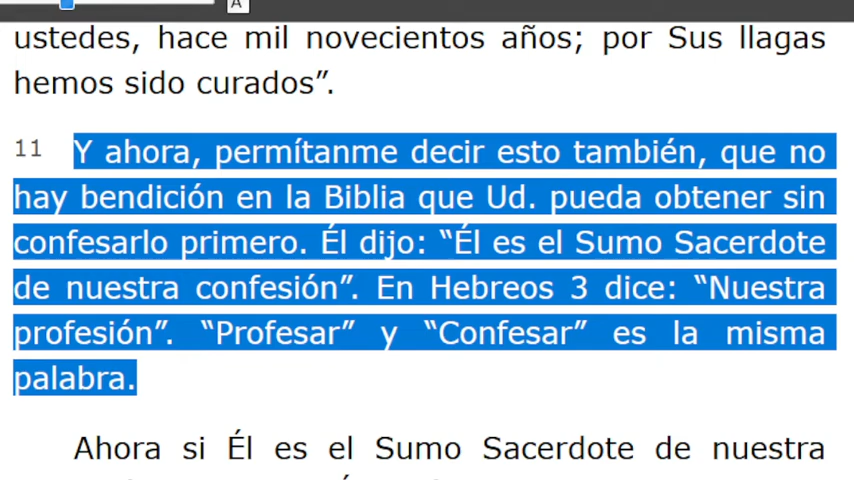 A
ustedes, hace mil novecientos años; por Sus llagas
hemos sido curados”.
11 Y ahora, permítanme decir esto también, que no
hay bendición en la Biblia que Ud. pueda obtener sin
confesarlo primero. Él dijo: “Él es el Sumo Sacerdote
de nuestra confesión”. En Hebreos 3 dice: “Nuestra
profesión”. “Profesar” y “Confesar” es la misma
palabra.
Ahora si Él es el Sumo Sacerdote de nuestra